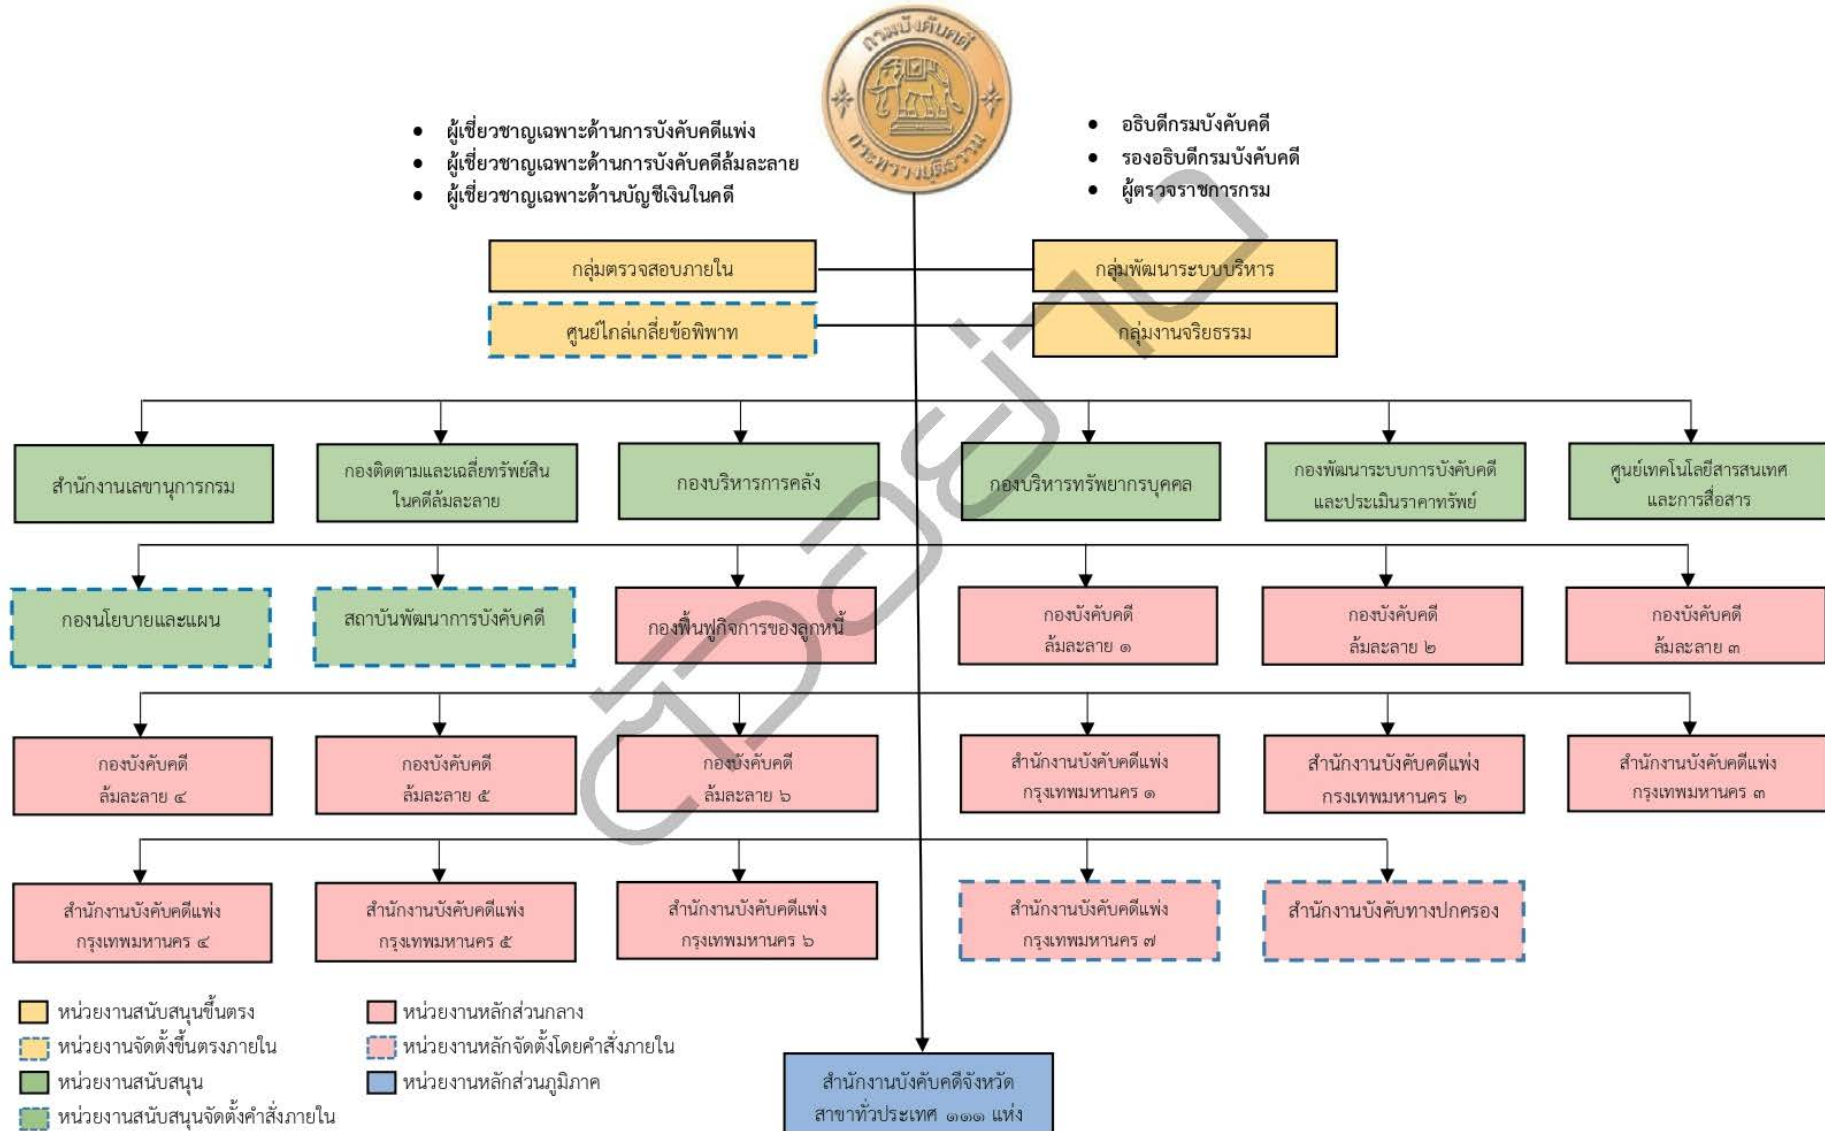 กรมบังคับคดี
กระทรวงยุติธรรม
• ผู้เชี่ยวชาญเฉพาะด้านการบังคับคดีแพ่ง
• ผู้เชี่ยวชาญเฉพาะด้านการบังคับคดีล้มละลาย
• ผู้เชี่ยวชาญเฉพาะด้านบัญชีเงินในคดี
• อธิบดีกรมบังคับคดี
• รองอธิบดีกรมบังคับคดี
• ผู้ตรวจราชการกรม
กลุ่มตรวจสอบภายใน
กลุ่มพัฒนาระบบบริหาร
ศูนย์ไกล่เกลี่ยข้อพิพาท
กลุ่มงานจริยธรรม
สำนักงานเลขานุการกรม
กองติดตามและเฉลี่ยทรัพย์สิน
ในคดีล้มละลาย
กองบริหารการคลัง
กองบริหารทรัพยากรบุคคล
กองพัฒนาระบบการบังคับคดี
และประเมินราคาทรัพย์
ศูนย์เทคโนโลยีสารสนเทศ
และการสื่อสาร
กองนโยบายและแผน
สถาบันพัฒนาการบังคับคดี
กองฟื้นฟูกิจการของลูกหนี้
กองบังคับคดี
ล้มละลาย ๑
กองบังคับคดี
ล้มละลาย ๒
กองบังคับคดี
ล้มละลาย ๓
กองบังคับคดี
ล้มละลาย ๔
กองบังคับคดี
ล้มละลาย ๕
กองบังคับคดี
ล้มละลาย ๖
สำนักงานบังคับคดีแพ่ง
กรุงเทพมหานคร ๑
สำนักงานบังคับคดีแพ่ง
กรงเทพมหานคร ๒
สำนักงานบังคับคดีแพ่ง
กรุงเทพมหานคร ๓
สำนักงานบังคับคดีแพ่ง
กรุงเทพมหานคร ๔
สำนักงานบังคับคดีแพ่ง
กรุงเทพมหานคร ๕
สำนักงานบังคับคดีแพ่ง
กรุงเทพมหานคร ๖
สำนักงานบังคับคดีแพ่ง
กรุงเทพมหานคร ๗
สำนักงานบังคับทางปกครอง
หน่วยงานสนับสนุนขึ้นตรง
หน่วยงานจัดตั้งขึ้นตรงภายใน
หน่วยงานสนับสนุน
หน่วยงานสนับสนุนจัดตั้งคำสั่งภายใน
หน่วยงานหลักส่วนกลาง
หน่วยงานหลักจัดตั้งโดยคำสั่งภายใน
หน่วยงานหลักส่วนภูมิภาค
สำนักงานบังคับคดีจังหวัด
สาขาทั่วประเทศ ๑๑๑ แห่ง
ตัวอย่าง